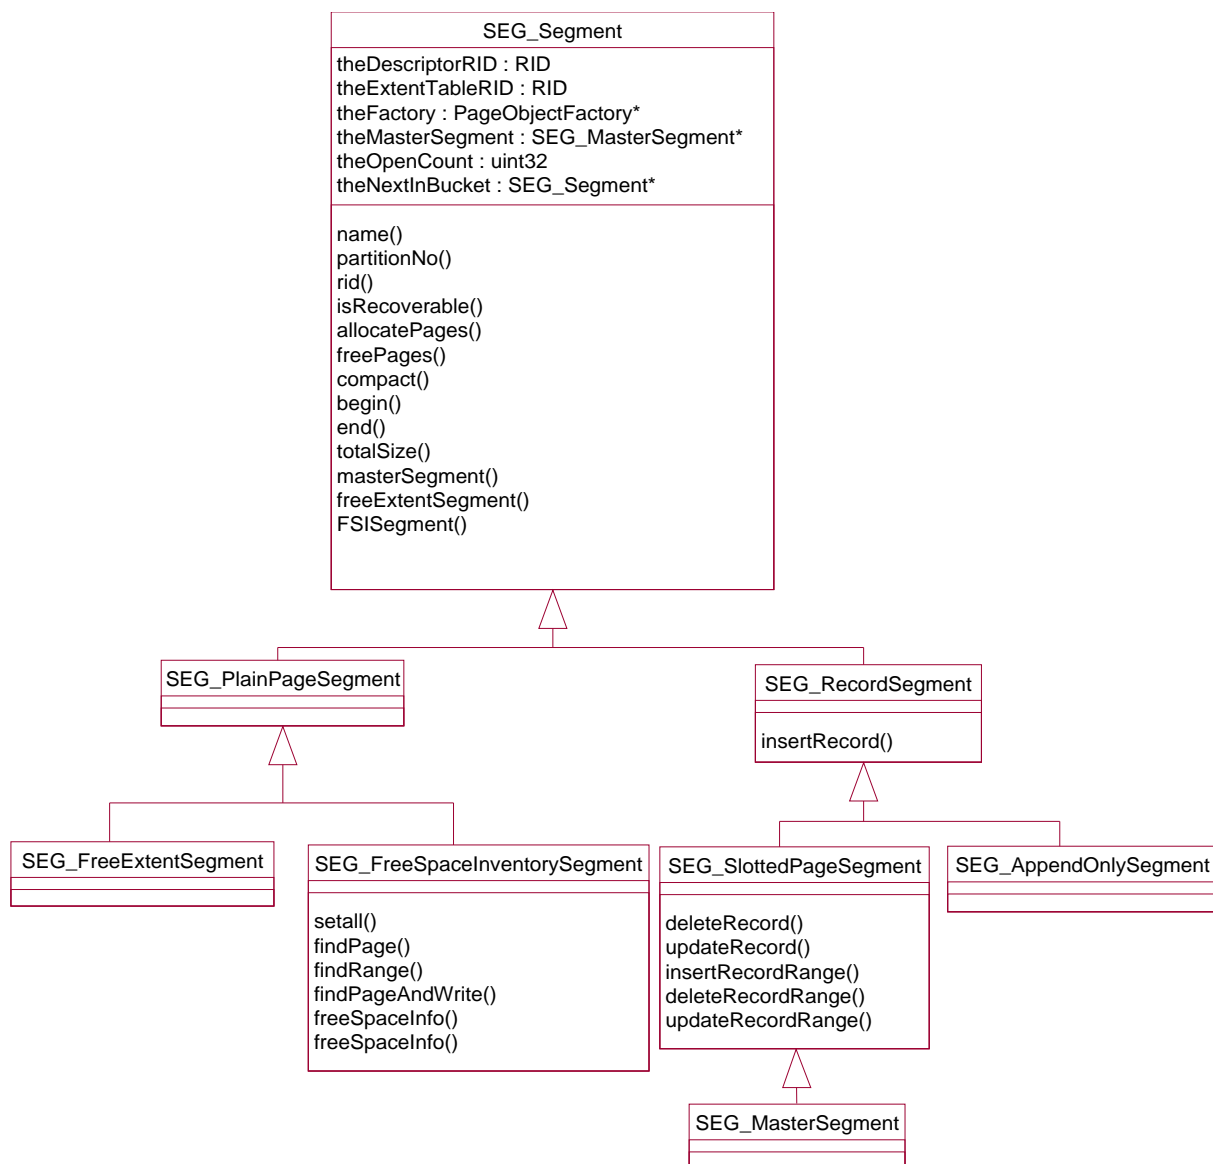 SEG_Segment
theDescriptorRID : RID
theExtentTableRID : RID
theFactory : PageObjectFactory*
theMasterSegment : SEG_MasterSegment*
theOpenCount : uint32
theNextInBucket : SEG_Segment*
name()
partitionNo()
rid()
isRecoverable()
allocatePages()
freePages()
compact()
begin()
end()
totalSize()
masterSegment()
freeExtentSegment()
FSISegment()
SEG_PlainPageSegment
SEG_RecordSegment
insertRecord()
SEG_FreeExtentSegment
SEG_FreeSpaceInventorySegment
setall()
findPage()
findRange()
findPageAndWrite()
freeSpaceInfo()
freeSpaceInfo()
SEG_SlottedPageSegment
deleteRecord()
updateRecord()
insertRecordRange()
deleteRecordRange()
updateRecordRange()
SEG_AppendOnlySegment
SEG_MasterSegment